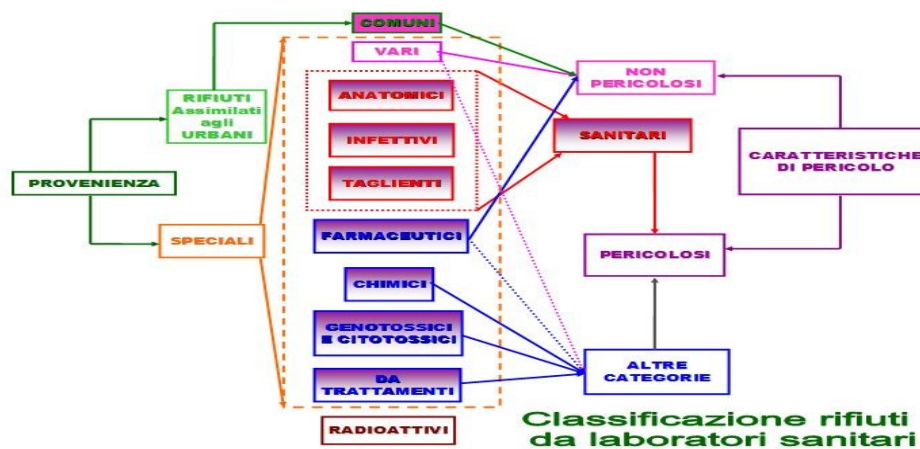 COMUNI
VARI
RIFIUTI
Assimilati
agli
URBANI
PROVENIENZA
SPECIALI
ANATOMICI
INFETTIVI
TAGLIENTI
FARMACEUTICI
CHIMICI
GENOTOSSICI
E CITOTOSSICI
DA
TRATTAMENTI
RADIOATTIVI
NON
PERICOLOSI
SANITARI
CARATTERISTICHE
DI PERICOLO
PERICOLOSI
ALTRE
CATEGORIE
Classificazione rifiuti
da laboratori sanitari